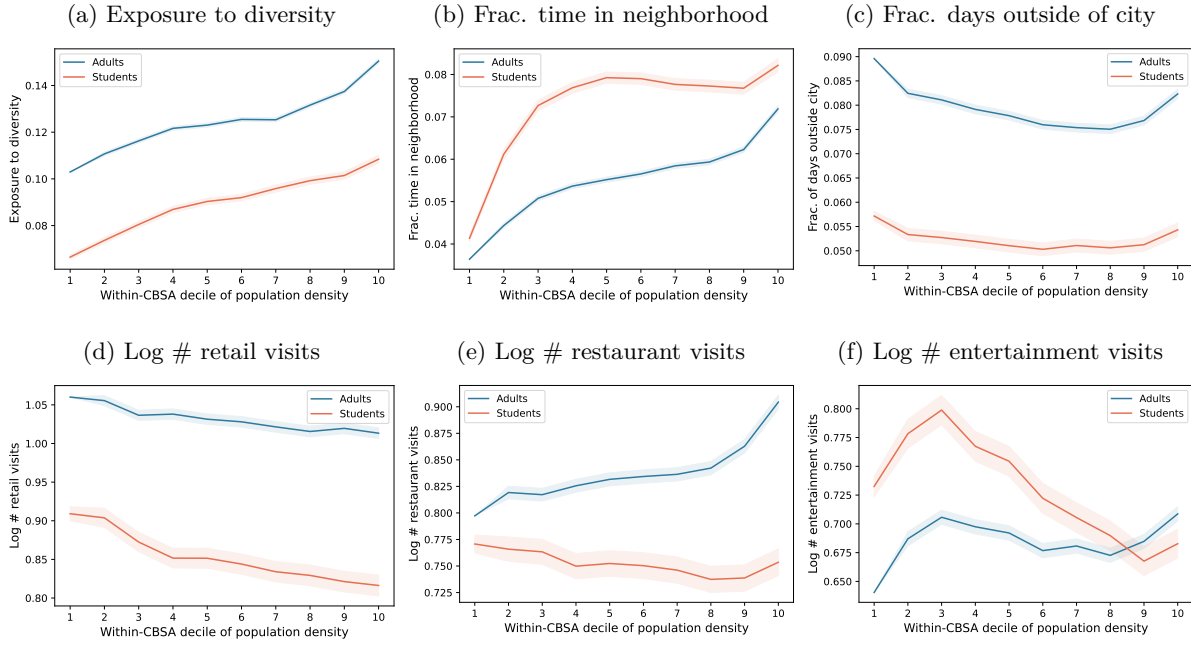 (a) Exposure to diversity
(b) Frac. time in neighborhood
(c) Frac. days outside of city
Adults
Students
0.14
0.12
0.10
0.08
Exposure to diversity
1 2 3 4 5 6 7 8 9 10
Within-CBSA decile of population density
Adults
Students
0.08
0.07
0.06
0.05
0.04
Frac. time in neighborhood
1 2 3 4 5 6 7 8 9 10
Within-CBSA decile of population density
Adults
Students
0.090
0.085
0.080
0.075
0.070
0.065
0.060
0.055
0.050
Frac. of days outside city
1 2 3 4 5 6 7 8 9 10
Within-CBSA decile of population density
(d) Log # retail visits
(e) Log # restaurant visits
(f) Log # entertainment visits
Adults
Students
1.05
1.00
0.95
0.90
0.85
0.80
Log # retail visits
1 2 3 4 5 6 7 8 9 10
Within-CBSA decile of population density
Adults
Students
0.900
0.875
0.850
0.825
0.800
0.775
0.750
0.725
Log # restaurant visits
1 2 3 4 5 6 7 8 9 10
Within-CBSA decile of population density
Adults
Students
0.800
0.775
0.750
0.725
0.700
0.675
0.650
Log # entertainment visits
1 2 3 4 5 6 7 8 9 10
Within-CBSA decile of population density